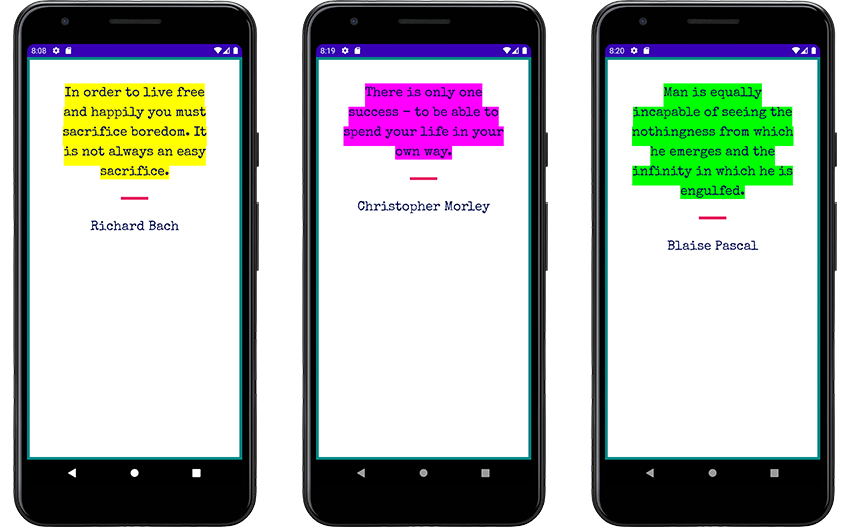 8:08
In order to live free
and happily you must
sacrifice boredom. It
is not always an easy
sacrifice.
Richard Bach
8:19
There is only one
success - to be able to
spend your life in your
own way.
Christopher Morley
8:20
Man is equally
incapable of seeing the
nothingness from which
he emerges and the
infinity in which he is
engulfed.
Blaise Pascal